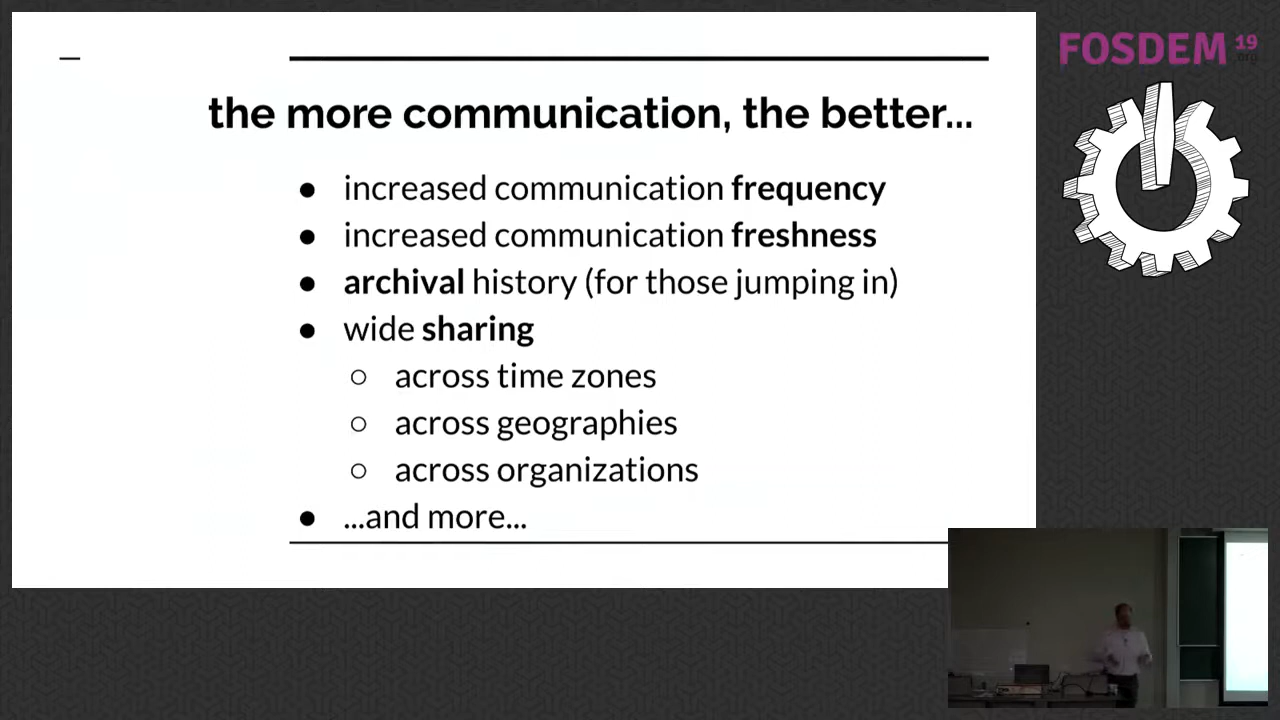 FOSDEM 19
.org
the more communication, the better...
● increased communication frequency
● increased communication freshness
● archival history (for those jumping in)
● wide sharing
○ across time zones
○ across geographies
○ across organizations
● ...and more...